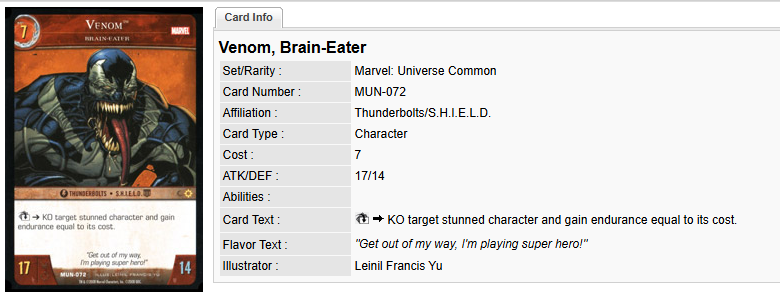 7
VENOM™
BRAIN-EATER
MARVEL
THUNDERBOLTS • S.H.I.E.L.D.
➔ KO target stunned character and gain
endurance equal to its cost.
"Get out of my way,
I'm playing super hero!"
17
MUN-072
14
Card Info
Venom, Brain-Eater
Set/Rarity : Marvel: Universe Common
Card Number : MUN-072
Affiliation : Thunderbolts/S.H.I.E.L.D.
Card Type : Character
Cost : 7
ATK/DEF : 17/14
Abilities :
Card Text : ➔ KO target stunned character and gain endurance equal to its cost.
Flavor Text : "Get out of my way, I'm playing super hero!"
Illustrator : Leinil Francis Yu